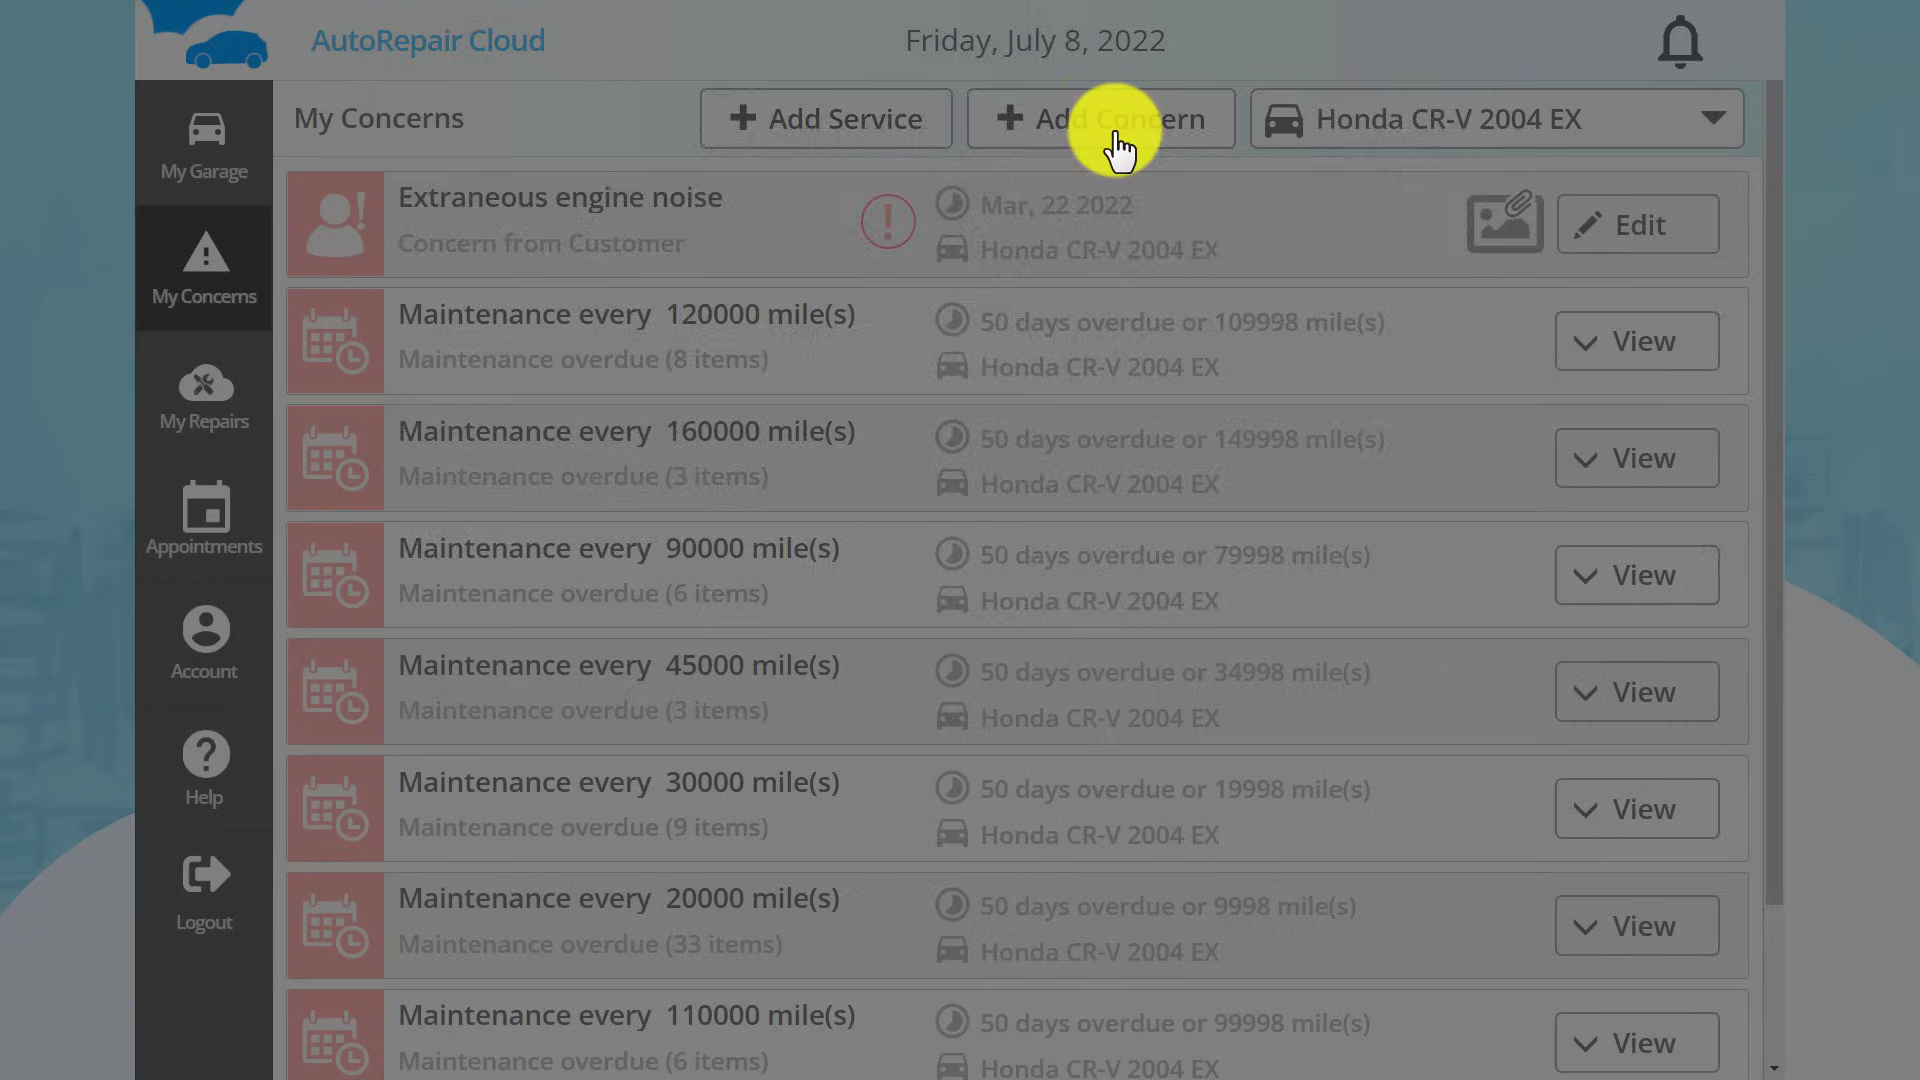 AutoRepair Cloud
Friday, July 8, 2022
My Garage
My Concerns
My Repairs
Appointments
Account
Help
Logout
My Concerns
Add Service
Add Concern
Honda CR-V 2004 EX
Extraneous engine noise
Concern from Customer
Mar, 22 2022
Honda CR-V 2004 EX
Edit
Maintenance every 120000 mile(s)
Maintenance overdue (8 items)
50 days overdue or 109998 mile(s)
Honda CR-V 2004 EX
View
Maintenance every 160000 mile(s)
Maintenance overdue (3 items)
50 days overdue or 149998 mile(s)
Honda CR-V 2004 EX
View
Maintenance every 90000 mile(s)
Maintenance overdue (6 items)
50 days overdue or 79998 mile(s)
Honda CR-V 2004 EX
View
Maintenance every 45000 mile(s)
Maintenance overdue (3 items)
50 days overdue or 34998 mile(s)
Honda CR-V 2004 EX
View
Maintenance every 30000 mile(s)
Maintenance overdue (9 items)
50 days overdue or 19998 mile(s)
Honda CR-V 2004 EX
View
Maintenance every 20000 mile(s)
Maintenance overdue (33 items)
50 days overdue or 9998 mile(s)
Honda CR-V 2004 EX
View
Maintenance every 110000 mile(s)
Maintenance overdue (6 items)
50 days overdue or 99998 mile(s)
Honda CR-V 2004 EX
View